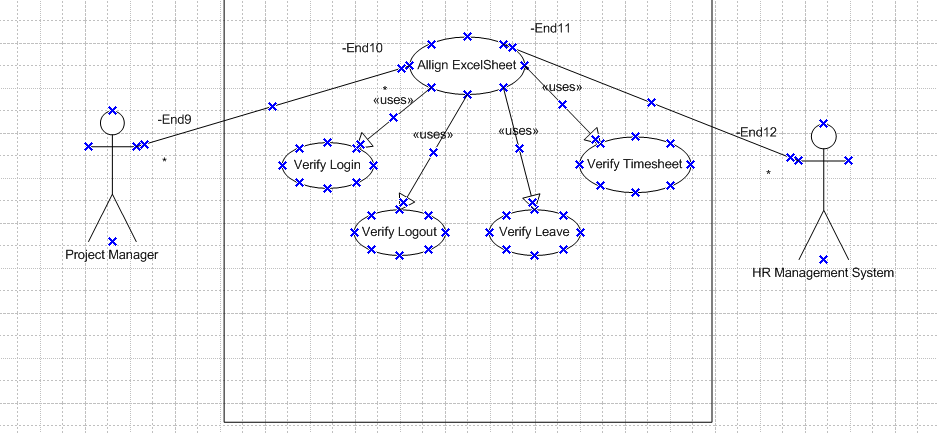 -End11
-End10
Allign ExcelSheet
*
«uses»
«uses»
-End9
«uses»
«uses»
-End12
*
*
Verify Login
Verify Timesheet
Verify Logout
Verify Leave
Project Manager
HR Management System